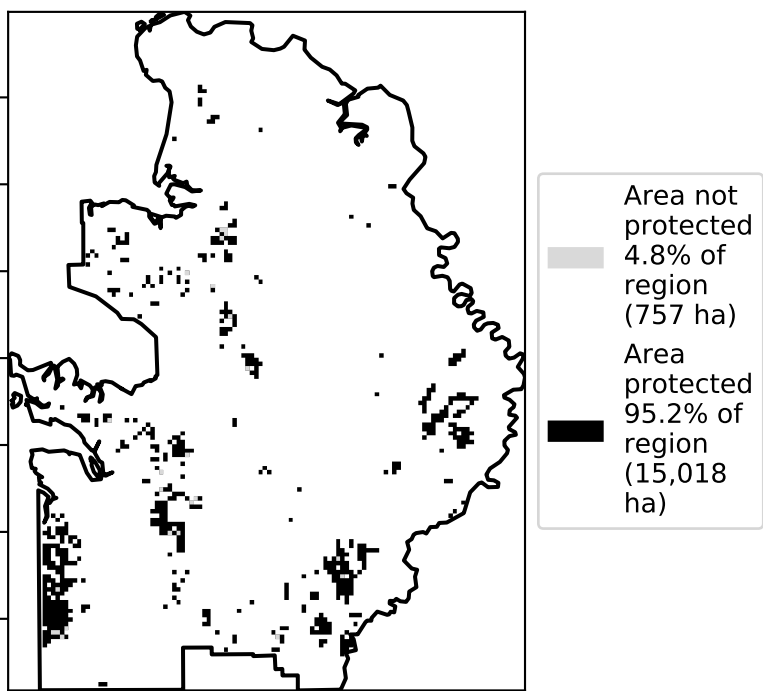 Area not
protected
4.8% of
region
(757 ha)
Area
protected
95.2% of
region
(15,018
ha)